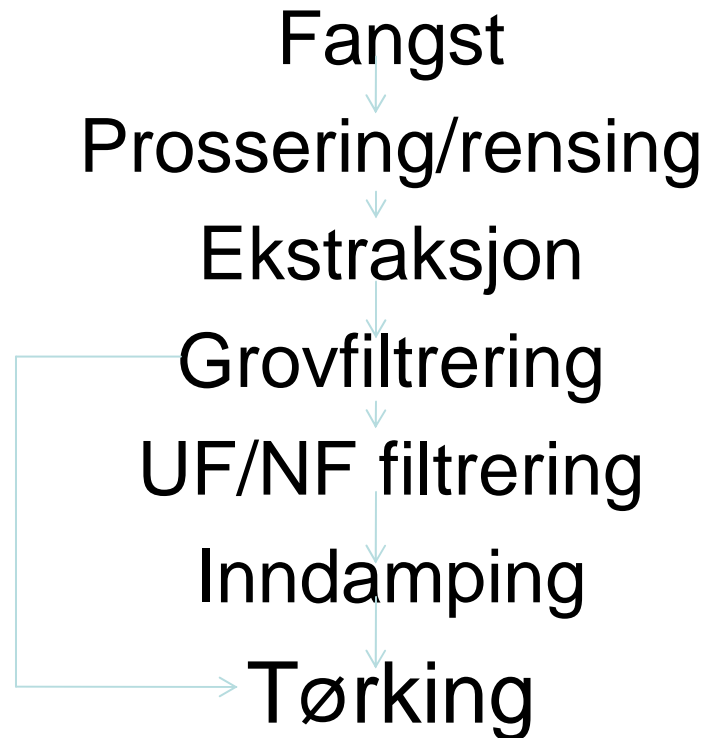 Fangst
Prossering/rensing
Ekstraksjon
Grovfiltrering
UF/NF filtrering
Inndamping
Tørking